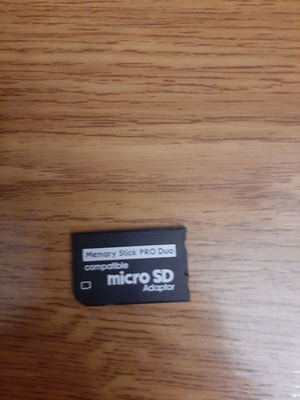 Memory Stick PRO Duo
compatible
micro SD
Adaptor